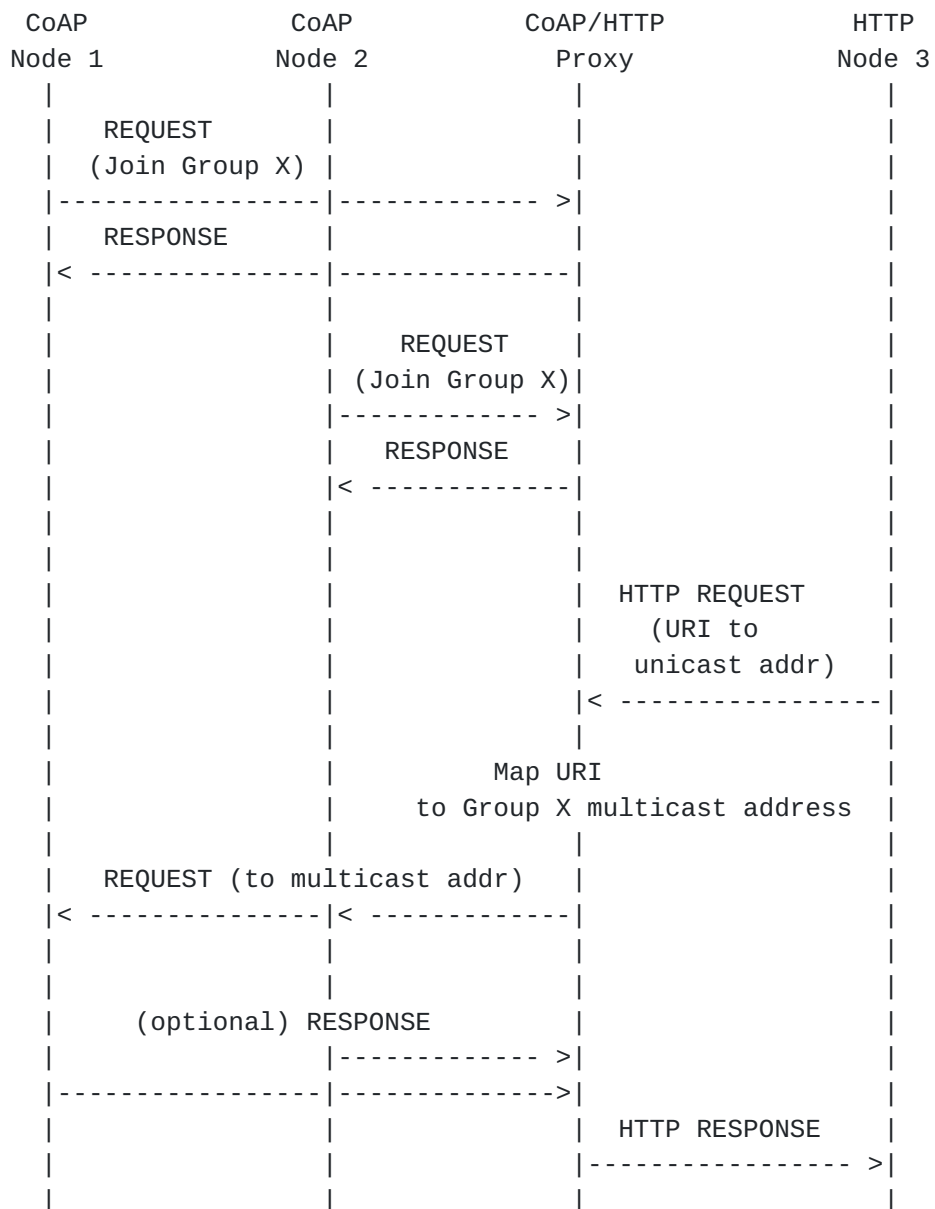 CoAP CoAP CoAP/HTTP HTTP
Node 1 Node 2 Proxy Node 3
REQUEST
(Join Group X)
RESPONSE
REQUEST
(Join Group X)
RESPONSE
HTTP REQUEST
(URI to
unicast addr)
Map URI
to Group X multicast address
REQUEST (to multicast addr)
(optional) RESPONSE
HTTP RESPONSE